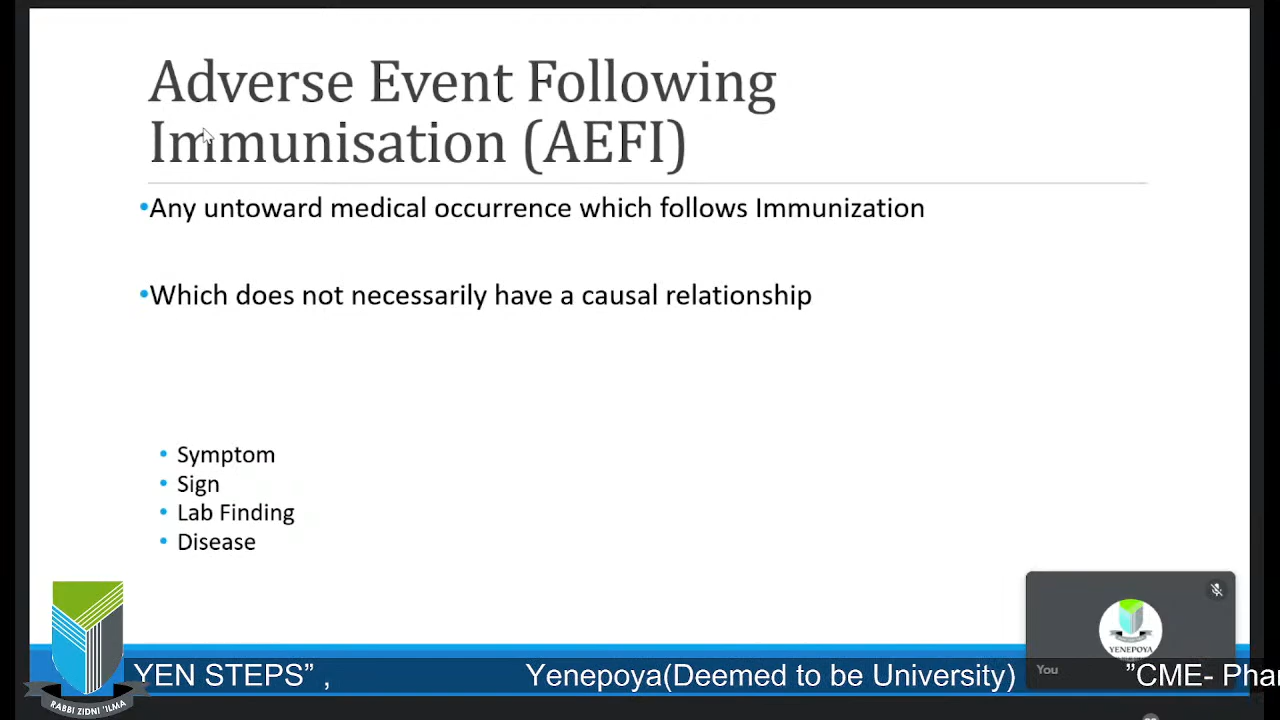 Adverse Event Following
Immunisation (AEFI)
•Any untoward medical occurrence which follows Immunization
•Which does not necessarily have a causal relationship
• Symptom
• Sign
• Lab Finding
• Disease
YENEPOYA
You
YEN STEPS” , Yenepoya(Deemed to be University) ”CME- Phar
RABBI ZIDNI 'ILMA